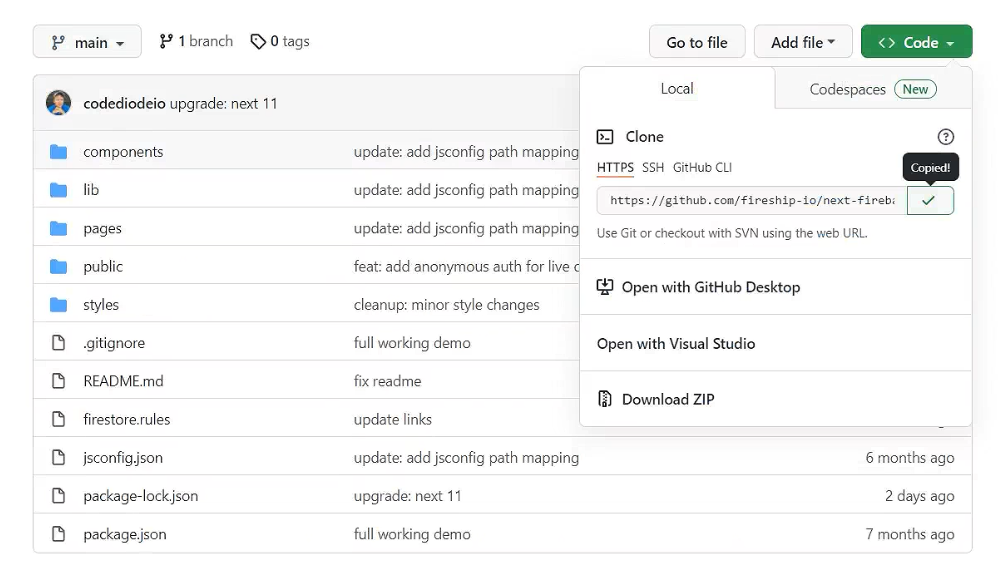 main 1 branch 0 tags Go to file Add file Code
codediodeio upgrade: next 11
components update: add jsconfig path mapping
lib update: add jsconfig path mapping
pages update: add jsconfig path mapping
public feat: add anonymous auth for live
styles cleanup: minor style changes
.gitignore full working demo
README.md fix readme
firestore.rules update links
jsconfig.json update: add jsconfig path mapping 6 months ago
package-lock.json upgrade: next 11 2 days ago
package.json full working demo 7 months ago
Local Codespaces New
Clone
HTTPS SSH GitHub CLI
Copied!
https://github.com/fireship-io/next-fireba
Use Git or checkout with SVN using the web URL.
Open with GitHub Desktop
Open with Visual Studio
Download ZIP